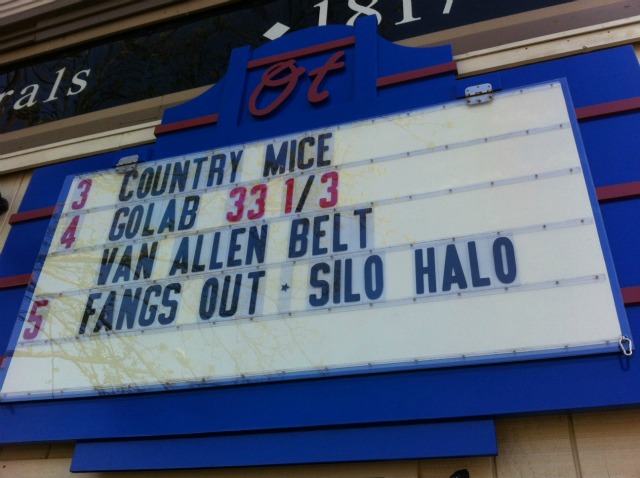 1817
rals
Ot
3 COUNTRY MICE
4 GOLAB 33 1/3
VAN ALLEN BELT
5 FANGS OUT * SILO HALO